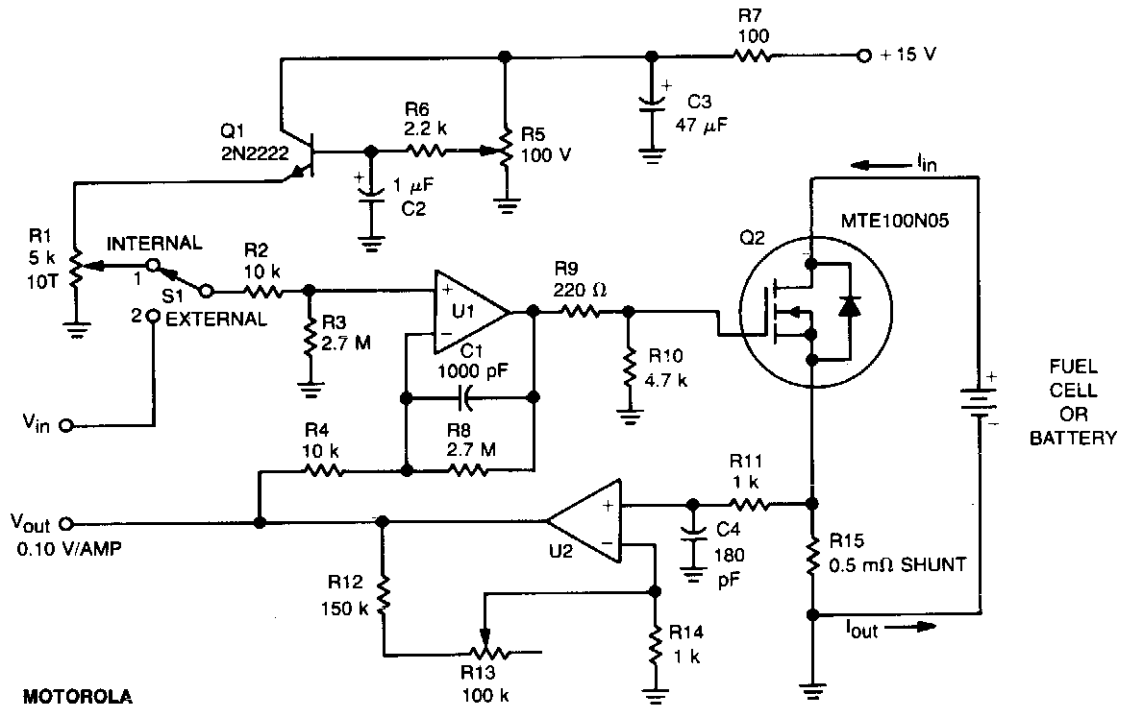 R7
100
+ 15 V
+
C3
47 µF
R6
2.2 k
R5
100 V
Q1
2N2222
+
1 µF
C2
Iin
MTE100N05
Q2
R1
5 k
10T
INTERNAL
1
S1
2
EXTERNAL
R2
10 k
R3
2.7 M
+
U1
−
R9
220 Ω
C1
1000 pF
R10
4.7 k
+
−
FUEL
CELL
OR
BATTERY
Vin
R4
10 k
R8
2.7 M
R11
1 k
Vout
0.10 V/AMP
+
−
U2
C4
180
pF
R15
0.5 mΩ SHUNT
R12
150 k
R13
100 k
R14
1 k
Iout
MOTOROLA